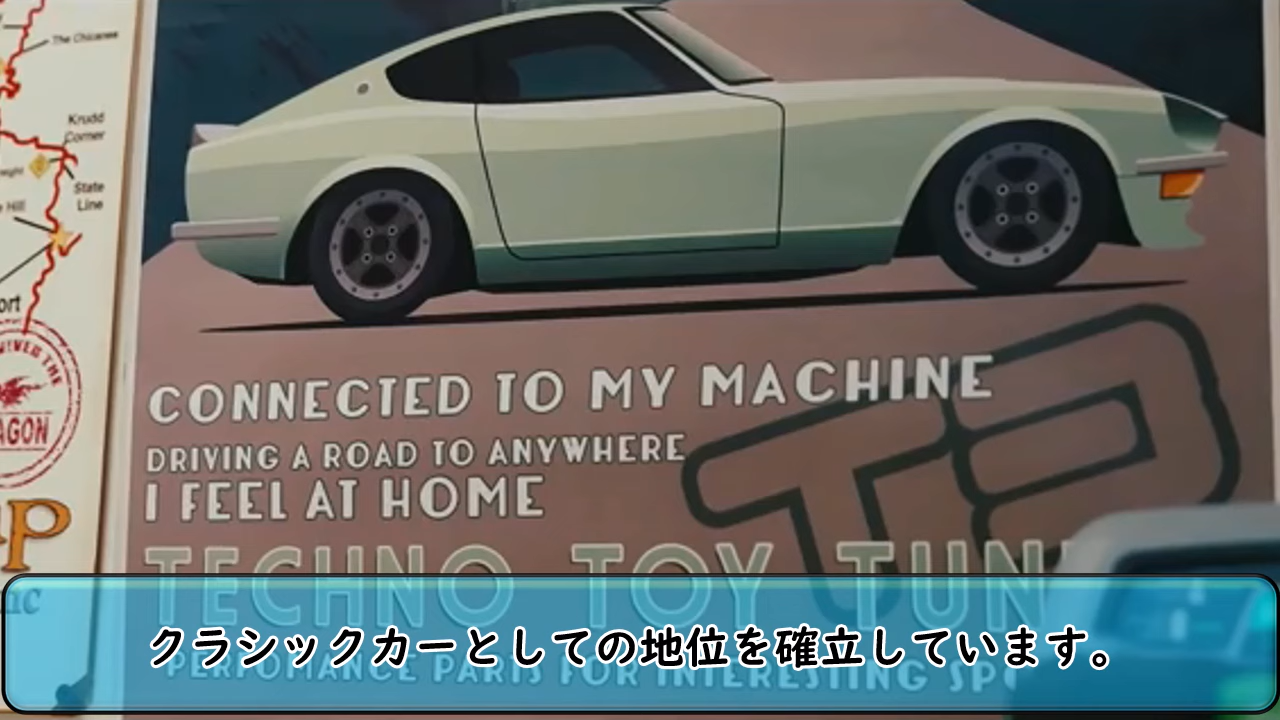 The Chicanes
Krudd
Corner
State
Line
CONNECTED TO MY MACHINE
DRIVING A ROAD TO ANYWHERE
I FEEL AT HOME
TECHNO TOY TUN
クラシックカーとしての地位を確立しています。
PERFOMANCE PARTS FOR INTERESTING SP